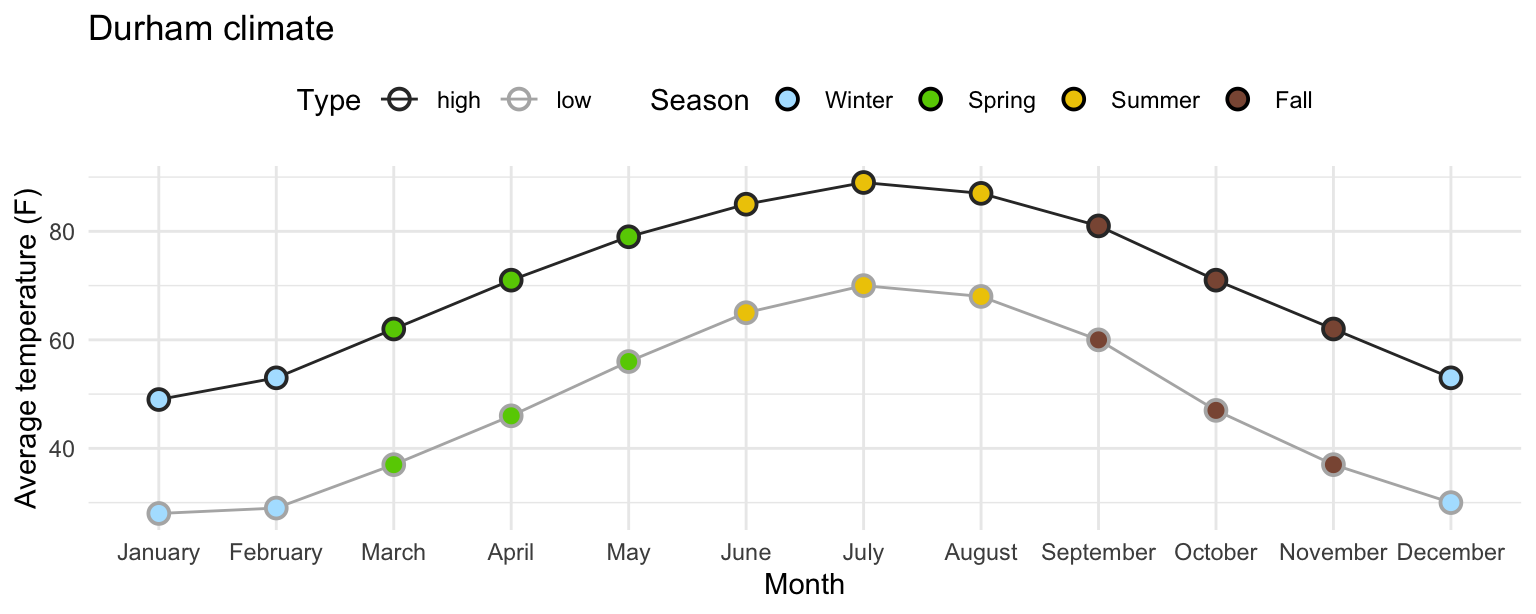 Durham climate
Type high low Season Winter Spring Summer Fall
Average temperature (F)
80
60
40
January February March April May June July August September October November December
Month